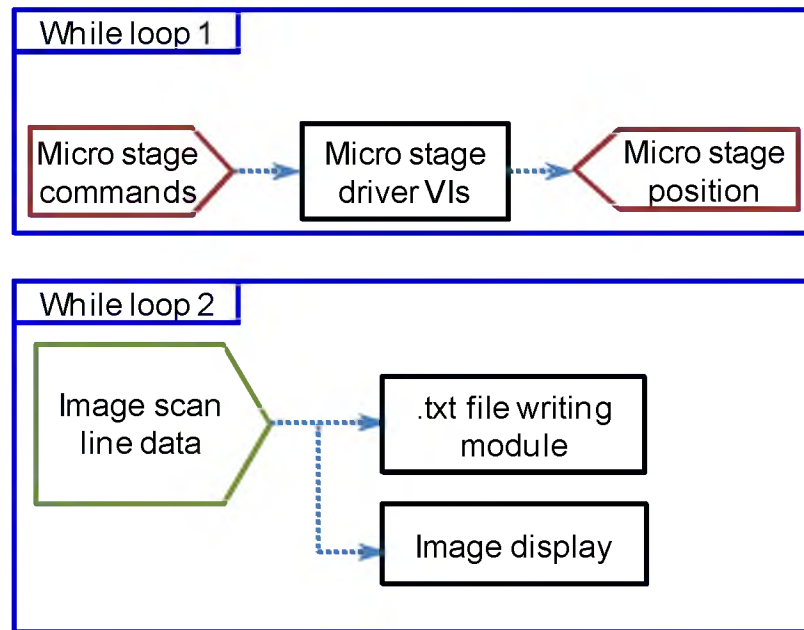 While loop 1
Micro stage
commands
Micro stage
driver VIs
Micro stage
position
While loop 2
Image scan
line data
.txt file writing
module
Image display